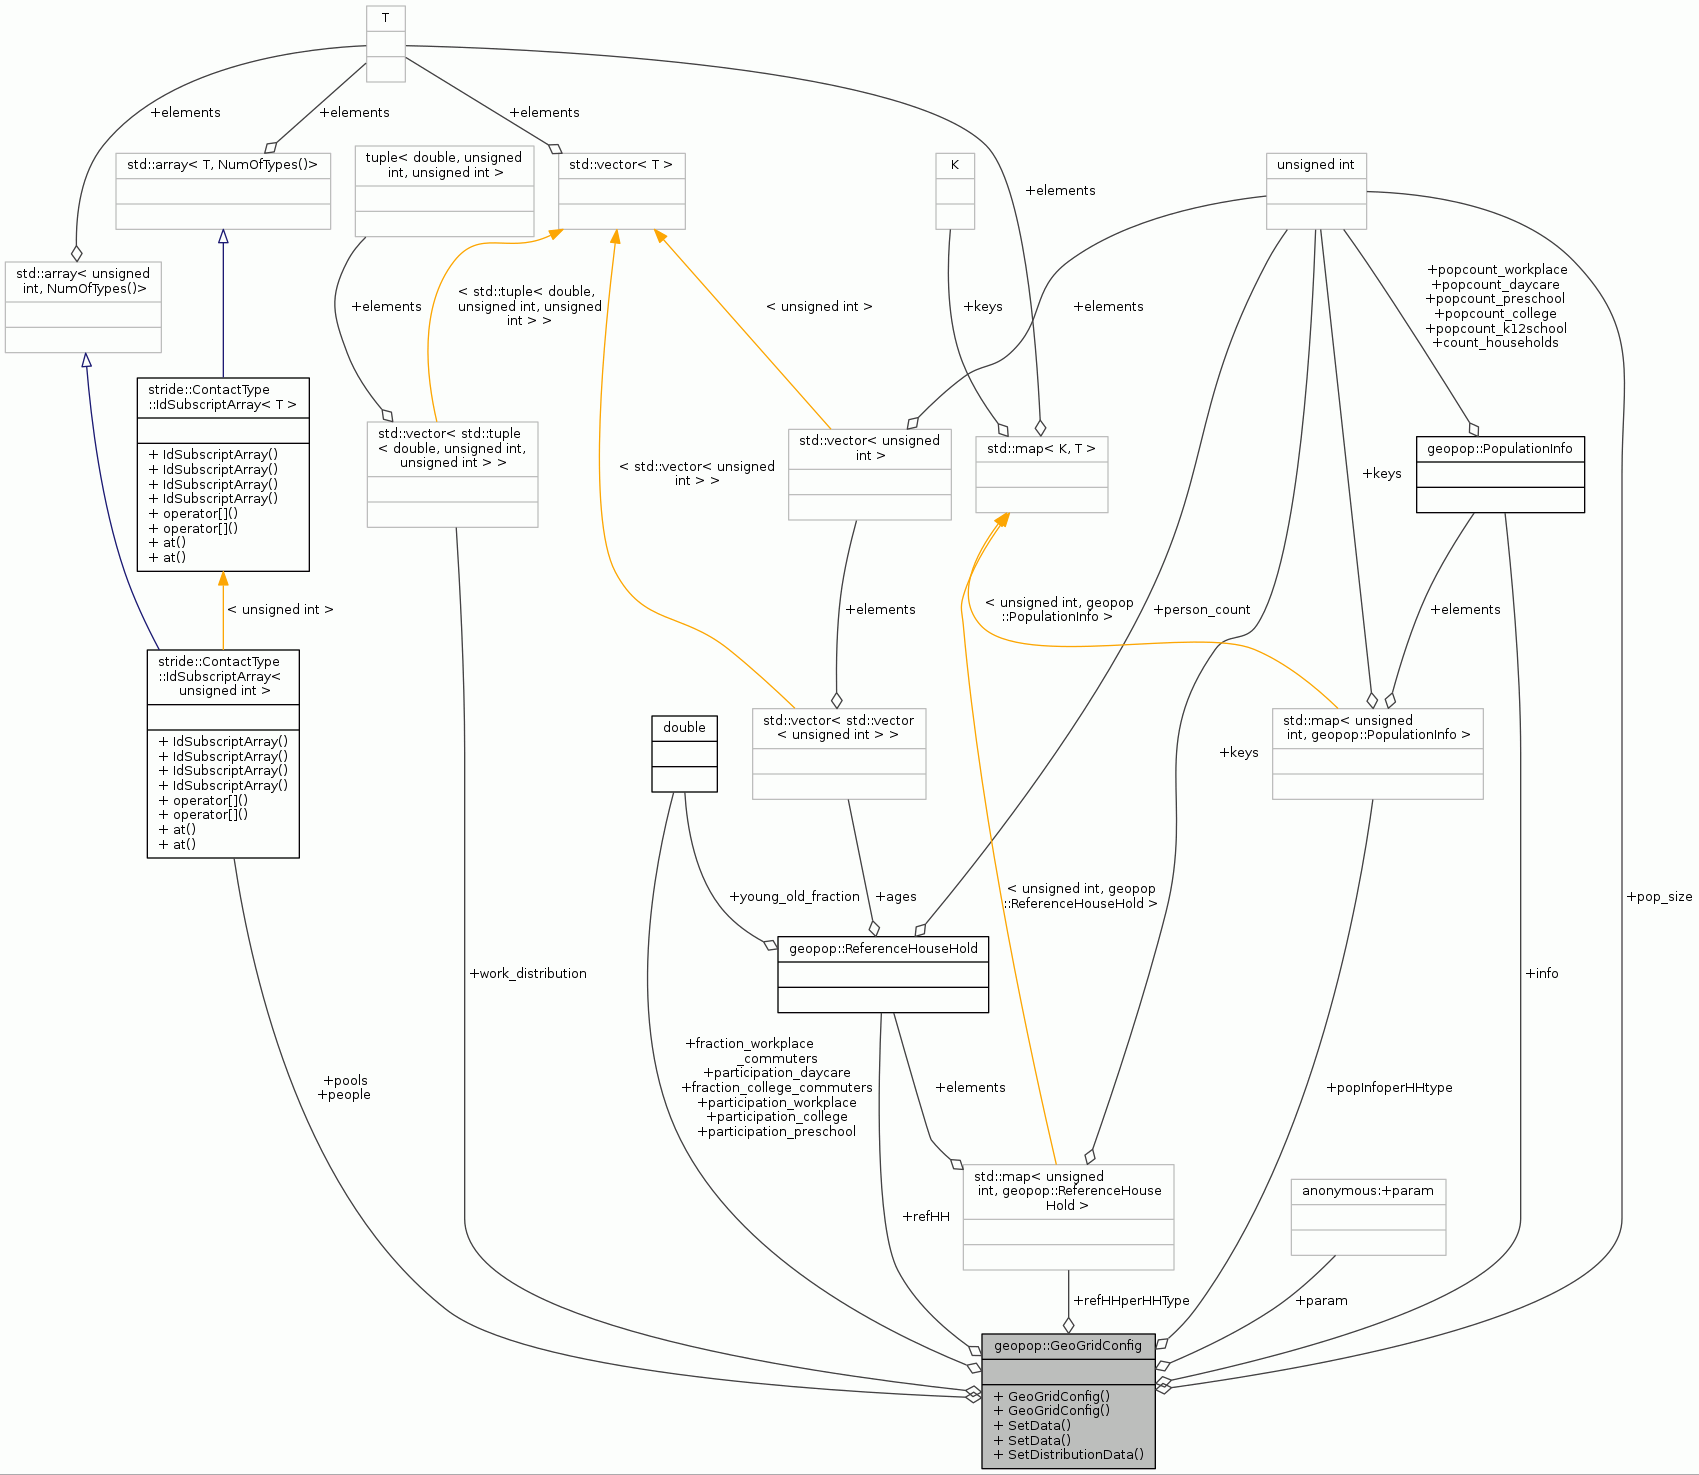 T
+elements
+elements
+elements
std::array< T, NumOfTypes()>
tuple< double, unsigned
int, unsigned int >
std::vector< T >
K
+elements
unsigned int
std::array< unsigned
int, NumOfTypes()>
+elements
< std::tuple< double,
unsigned int, unsigned
int > >
< unsigned int >
+keys
+elements
+popcount_workplace
+popcount_daycare
+popcount_preschool
+popcount_college
+popcount_k12school
+count_households
stride::ContactType
::IdSubscriptArray< T >
+ IdSubscriptArray()
+ IdSubscriptArray()
+ IdSubscriptArray()
+ IdSubscriptArray()
+ operator[]()
+ operator[]()
+ at()
+ at()
std::vector< std::tuple
< double, unsigned int,
unsigned int > >
< std::vector< unsigned
int > >
std::vector< unsigned
int >
std::map< K, T >
+keys
geopop::PopulationInfo
< unsigned int >
+elements
< unsigned int, geopop
::PopulationInfo >
+person_count
+elements
stride::ContactType
::IdSubscriptArray<
unsigned int >
+ IdSubscriptArray()
+ IdSubscriptArray()
+ IdSubscriptArray()
+ IdSubscriptArray()
+ operator[]()
+ operator[]()
+ at()
+ at()
double
std::vector< std::vector
< unsigned int > >
+keys
std::map< unsigned
int, geopop::PopulationInfo >
+young_old_fraction
+ages
< unsigned int, geopop
::ReferenceHouseHold >
+pop_size
+work_distribution
geopop::ReferenceHouseHold
+info
+pools
+people
+fraction_workplace
_commuters
+participation_daycare
+fraction_college_commuters
+participation_workplace
+participation_college
+participation_preschool
+elements
+popInfoperHHtype
+refHH
std::map< unsigned
int, geopop::ReferenceHouse
Hold >
anonymous:+param
+refHHperHHType
+param
geopop::GeoGridConfig
+ GeoGridConfig()
+ GeoGridConfig()
+ SetData()
+ SetData()
+ SetDistributionData()